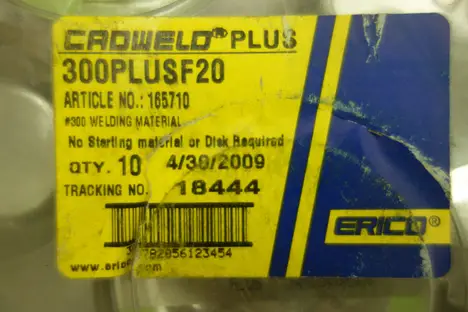 CADWELD® PLUS
300PLUSF20
ARTICLE NO.: 165710
#300 WELDING MATERIAL
No Starting material or Disk Required
QTY. 10 4/30/2009
TRACKING NO. 18444
ERICO®